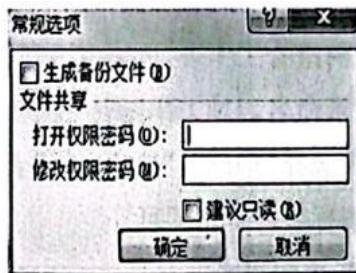 常规选项
生成备份文件(B)
文件共享
打开权限密码(O):
修改权限密码(M):
建议只读(R)
确定 取消